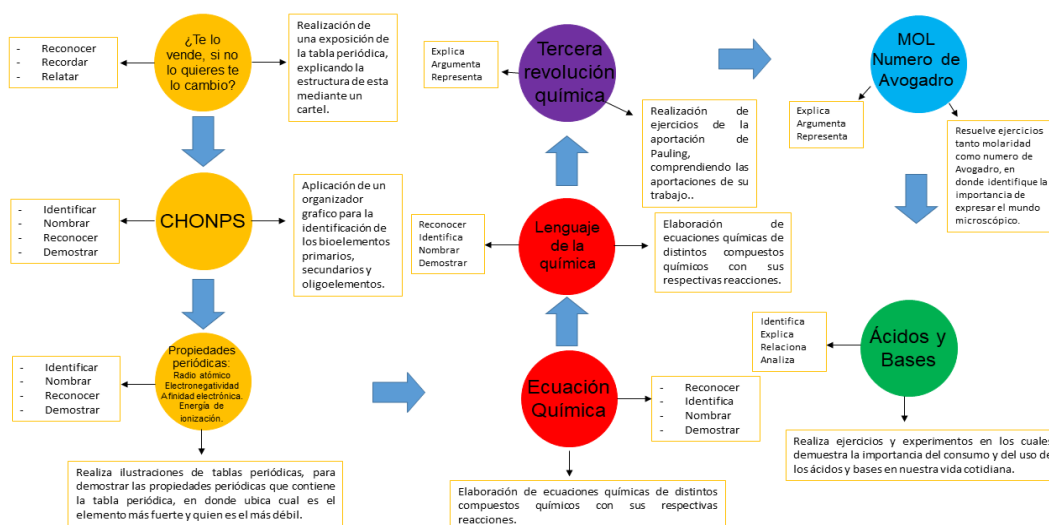 ¿Te lo
vende, si no
lo quieres te
lo cambio?
- Reconocer
- Recordar
- Relatar
Realización de
una exposición de
la tabla periódica,
explicando la
estructura de esta
mediante un
cartel.
CHONPS
- Identificar
- Nombrar
- Reconocer
- Demostrar
Aplicación de un
organizador
grafico para la
identificación de
los bioelementos
primarios,
secundarios y
oligoelementos.
Propiedades
periódicas:
Radio atómico
Electronegatividad
Afinidad electrónica.
Energía de
ionización.
- Identificar
- Nombrar
- Reconocer
- Demostrar
Realiza ilustraciones de tablas periódicas, para
demostrar las propiedades periódicas que contiene
la tabla periódica, en donde ubica cual es el
elemento más fuerte y quien es el más débil.
Ecuación
Química
- Reconocer
- Identifica
- Nombrar
- Demostrar
Elaboración de ecuaciones químicas de distintos
compuestos químicos con sus respectivas
reacciones.
Lenguaje de la
química
Reconocer
Identifica
Nombrar
Demostrar
Elaboración de
ecuaciones químicas de
distintos compuestos
químicos con sus
respectivas reacciones.
Tercera
revolución
química
Explica
Argumenta
Representa
Realización de
ejercicios de la
aportación de
Pauling,
comprendiendo las
aportaciones de su
trabajo..
MOL
Numero de
Avogadro
Explica
Argumenta
Representa
Resuelve ejercicios
tanto molaridad
como numero de
Avogadro, en
donde identifique la
importancia de
expresar el mundo
microscópico.
Ácidos y
Bases
Identifica
Explica
Relaciona
Analiza
Realiza ejercicios y experimentos en los cuales
demuestra la importancia del consumo y del uso de
los ácidos y bases en nuestra vida cotidiana.